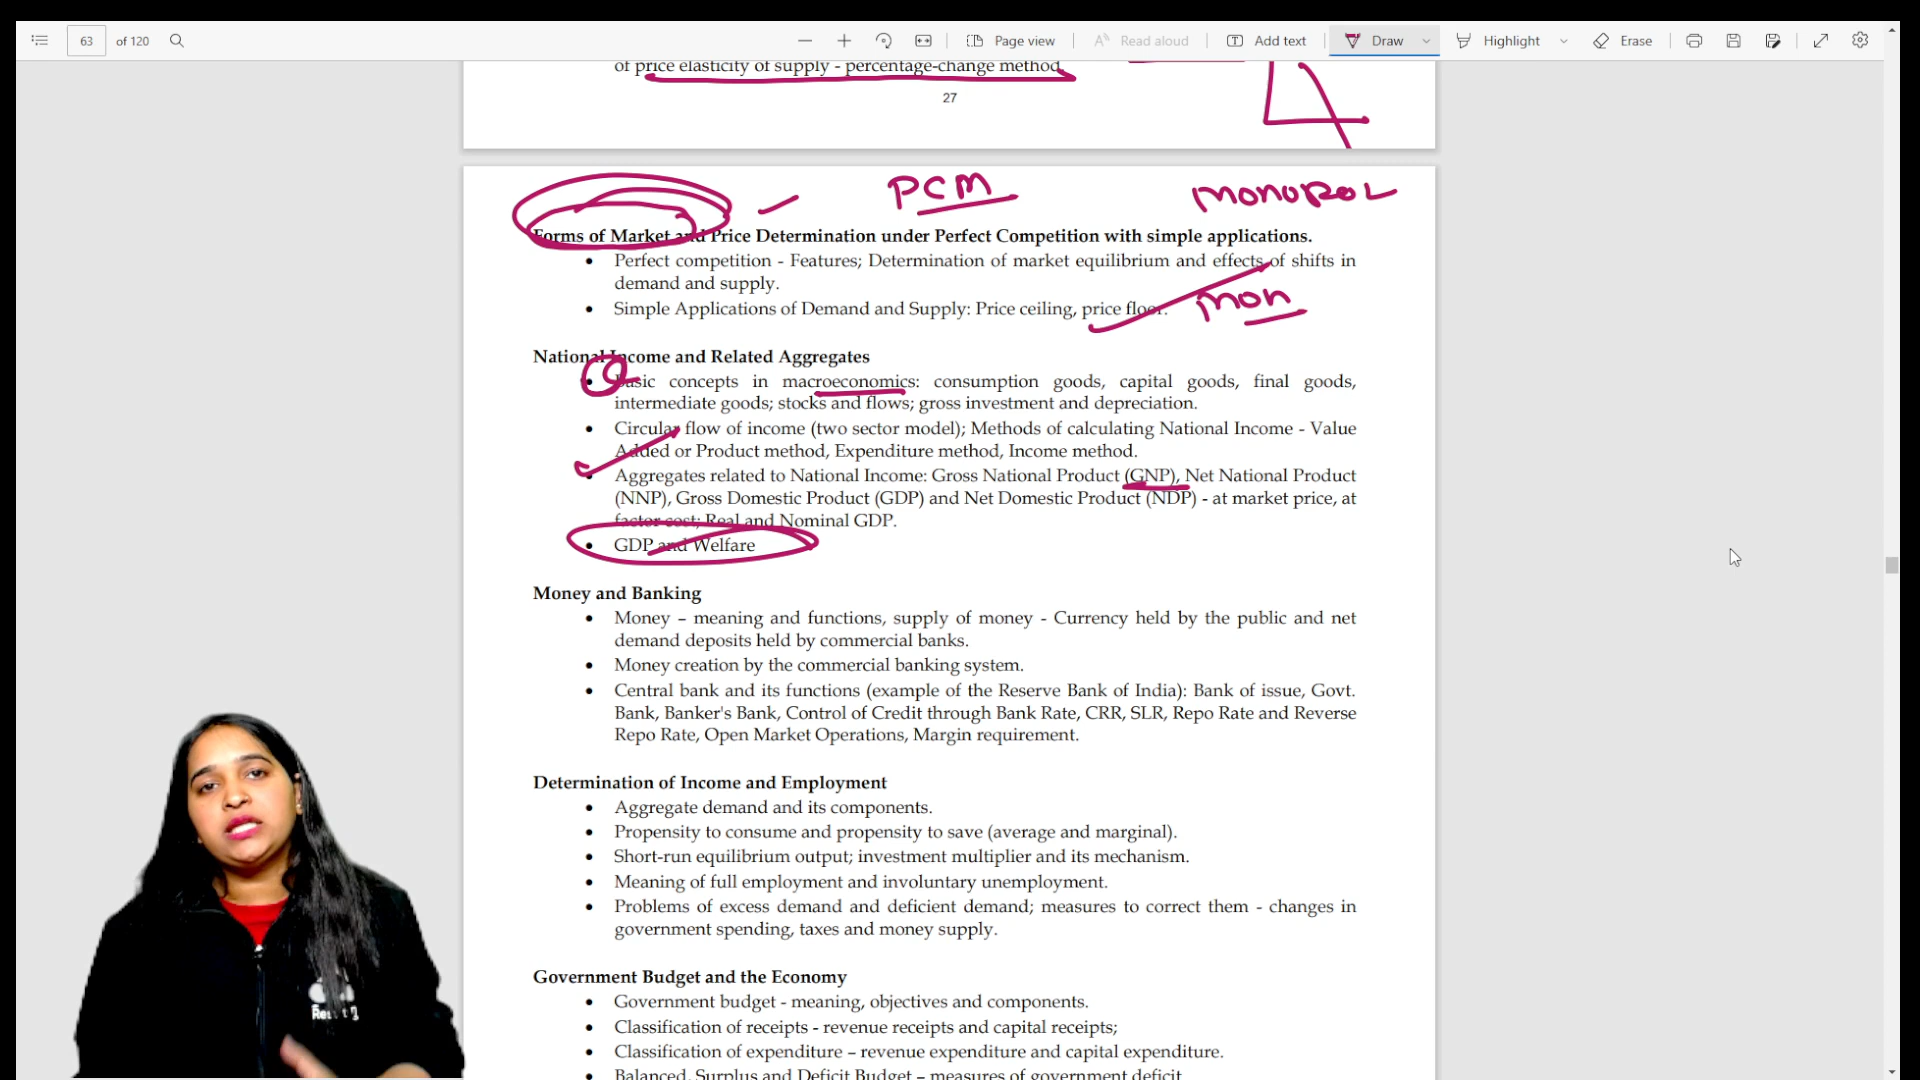 63 of 120 Page view Read aloud Add text Draw Highlight Erase
of price elasticity of supply - percentage-change method.
27
PCM MONOPOL
Forms of Market and Price Determination under Perfect Competition with simple applications.
• Perfect competition - Features; Determination of market equilibrium and effects of shifts in
demand and supply.
mon
• Simple Applications of Demand and Supply: Price ceiling, price floor.
National Income and Related Aggregates
• Basic concepts in macroeconomics: consumption goods, capital goods, final goods,
intermediate goods; stocks and flows; gross investment and depreciation.
• Circular flow of income (two sector model); Methods of calculating National Income - Value
Added or Product method, Expenditure method, Income method.
• Aggregates related to National Income: Gross National Product (GNP), Net National Product
(NNP), Gross Domestic Product (GDP) and Net Domestic Product (NDP) - at market price, at
factor cost; Real and Nominal GDP.
• GDP and Welfare
Money and Banking
• Money – meaning and functions, supply of money - Currency held by the public and net
demand deposits held by commercial banks.
• Money creation by the commercial banking system.
• Central bank and its functions (example of the Reserve Bank of India): Bank of issue, Govt.
Bank, Banker's Bank, Control of Credit through Bank Rate, CRR, SLR, Repo Rate and Reverse
Repo Rate, Open Market Operations, Margin requirement.
Determination of Income and Employment
• Aggregate demand and its components.
• Propensity to consume and propensity to save (average and marginal).
• Short-run equilibrium output; investment multiplier and its mechanism.
• Meaning of full employment and involuntary unemployment.
• Problems of excess demand and deficient demand; measures to correct them - changes in
government spending, taxes and money supply.
Government Budget and the Economy
• Government budget - meaning, objectives and components.
• Classification of receipts - revenue receipts and capital receipts;
• Classification of expenditure – revenue expenditure and capital expenditure.
• Balanced, Surplus and Deficit Budget – measures of government deficit.